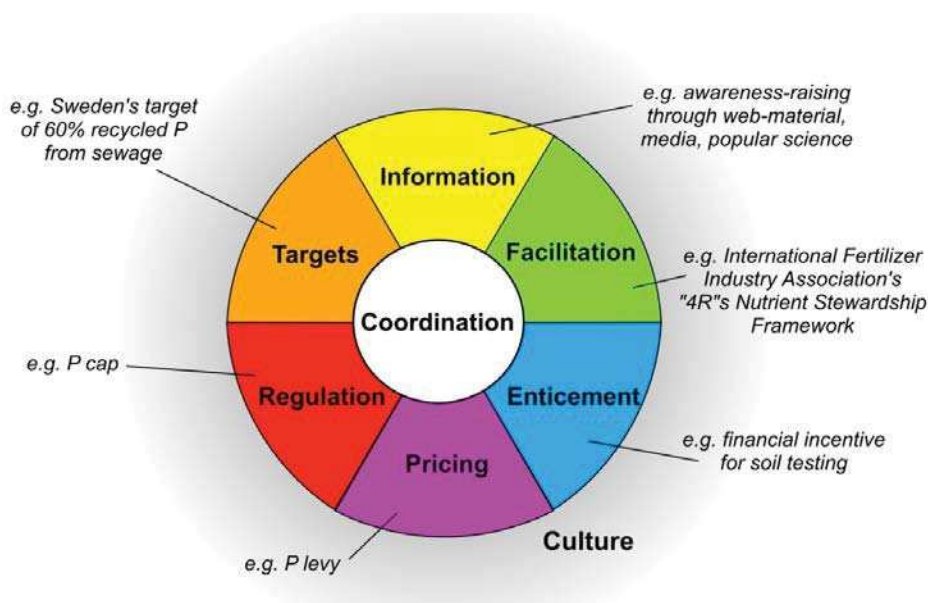 e.g. Sweden's target
of 60% recycled P
from sewage
e.g. awareness-raising
through web-material,
media, popular science
Information
Targets
Facilitation
e.g. International Fertilizer
Industry Association's
"4R"s Nutrient Stewardship
Framework
Coordination
e.g. P cap
Regulation
Enticement
e.g. financial incentive
for soil testing
Pricing
Culture
e.g. P levy